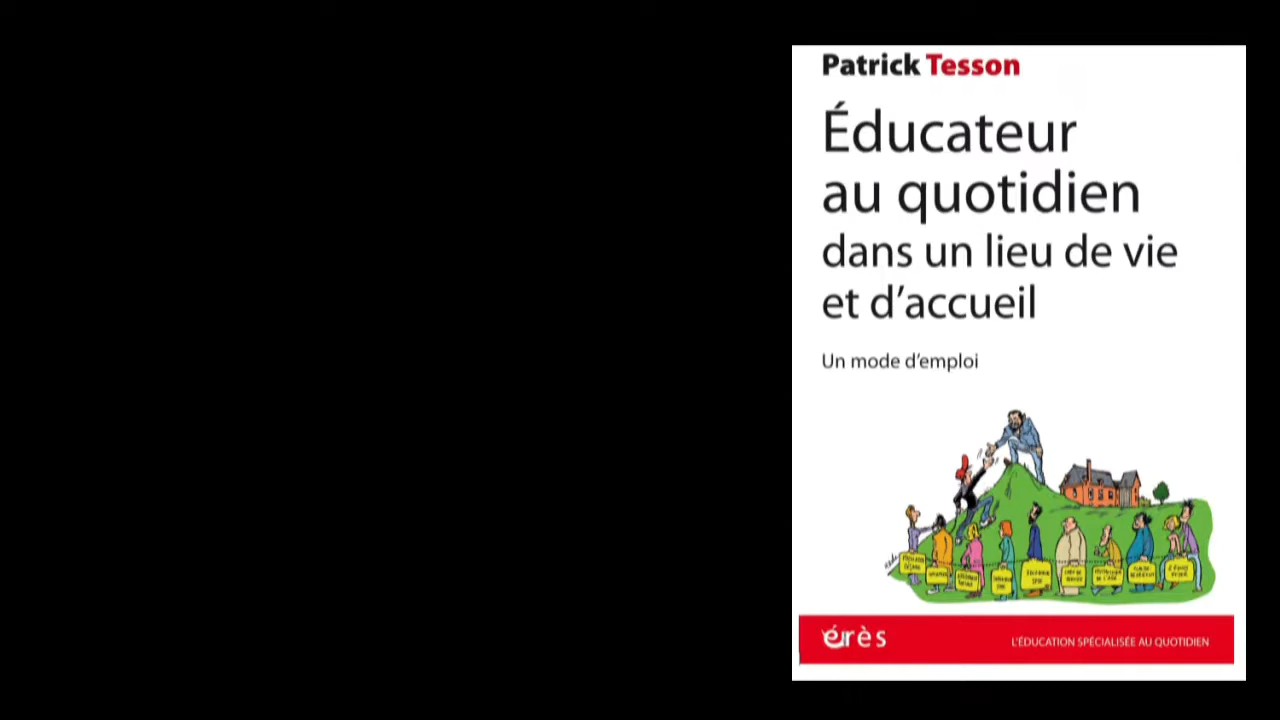 Patrick Tesson
Éducateur
au quotidien
dans un lieu de vie
et d'accueil
Un mode d'emploi
érès
L'ÉDUCATION SPÉCIALISÉE AU QUOTIDIEN